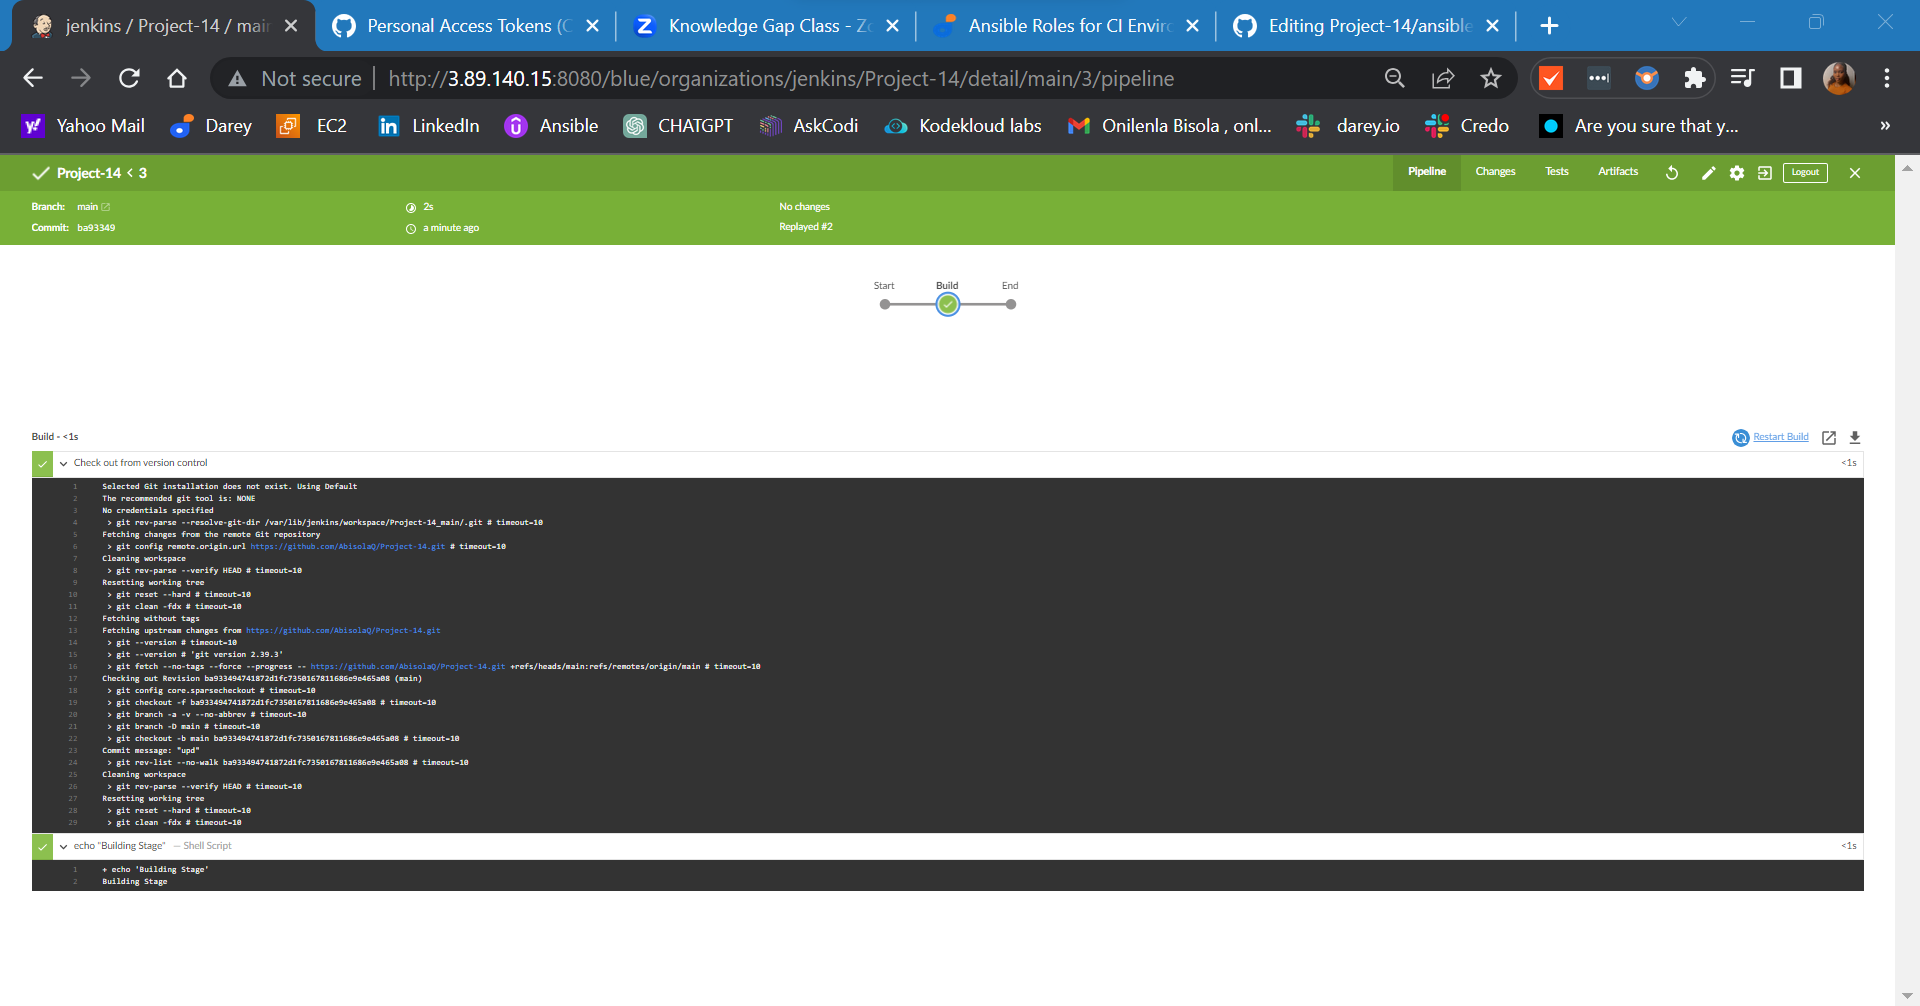 jenkins / Project-14 / mai
Personal Access Tokens (C
Knowledge Gap Class - Zo
Ansible Roles for CI Enviro
Editing Project-14/ansible
Not secure
http://3.89.140.15:8080/blue/organizations/jenkins/Project-14/detail/main/3/pipeline
Yahoo Mail
Darey
EC2
LinkedIn
Ansible
CHATGPT
AskCodi
Kodekloud labs
Onilenla Bisola , onl...
darey.io
Credo
Are you sure that y...
»
Project-14 < 3
Pipeline
Changes
Tests
Artifacts
Logout
Branch: main
2s
No changes
Commit: ba93349
a minute ago
Replayed #2
Start
Build
End
Build - <1s
Restart Build
Check out from version control
<1s
1 Selected Git installation does not exist. Using Default
2 The recommended git tool is: NONE
3 No credentials specified
4 > git rev-parse --resolve-git-dir /var/lib/jenkins/workspace/Project-14_main/.git # timeout=10
5 Fetching changes from the remote Git repository
6 > git config remote.origin.url https://github.com/AbisolaQ/Project-14.git # timeout=10
7 Cleaning workspace
8 > git rev-parse --verify HEAD # timeout=10
9 Resetting working tree
10 > git reset --hard # timeout=10
11 > git clean -fdx # timeout=10
12 Fetching without tags
13 Fetching upstream changes from https://github.com/AbisolaQ/Project-14.git
14 > git --version # timeout=10
15 > git --version # 'git version 2.39.3'
16 > git fetch --no-tags --force --progress -- https://github.com/AbisolaQ/Project-14.git +refs/heads/main:refs/remotes/origin/main # timeout=10
17 Checking out Revision ba933494741872d1fc7350167811686e9e465a08 (main)
18 > git config core.sparsecheckout # timeout=10
19 > git checkout -f ba933494741872d1fc7350167811686e9e465a08 # timeout=10
20 > git branch -a -v --no-abbrev # timeout=10
21 > git branch -D main # timeout=10
22 > git checkout -b main ba933494741872d1fc7350167811686e9e465a08 # timeout=10
23 Commit message: "upd"
24 > git rev-list --no-walk ba933494741872d1fc7350167811686e9e465a08 # timeout=10
25 Cleaning workspace
26 > git rev-parse --verify HEAD # timeout=10
27 Resetting working tree
28 > git reset --hard # timeout=10
29 > git clean -fdx # timeout=10
echo "Building Stage" — Shell Script
<1s
1 + echo 'Building Stage'
2 Building Stage